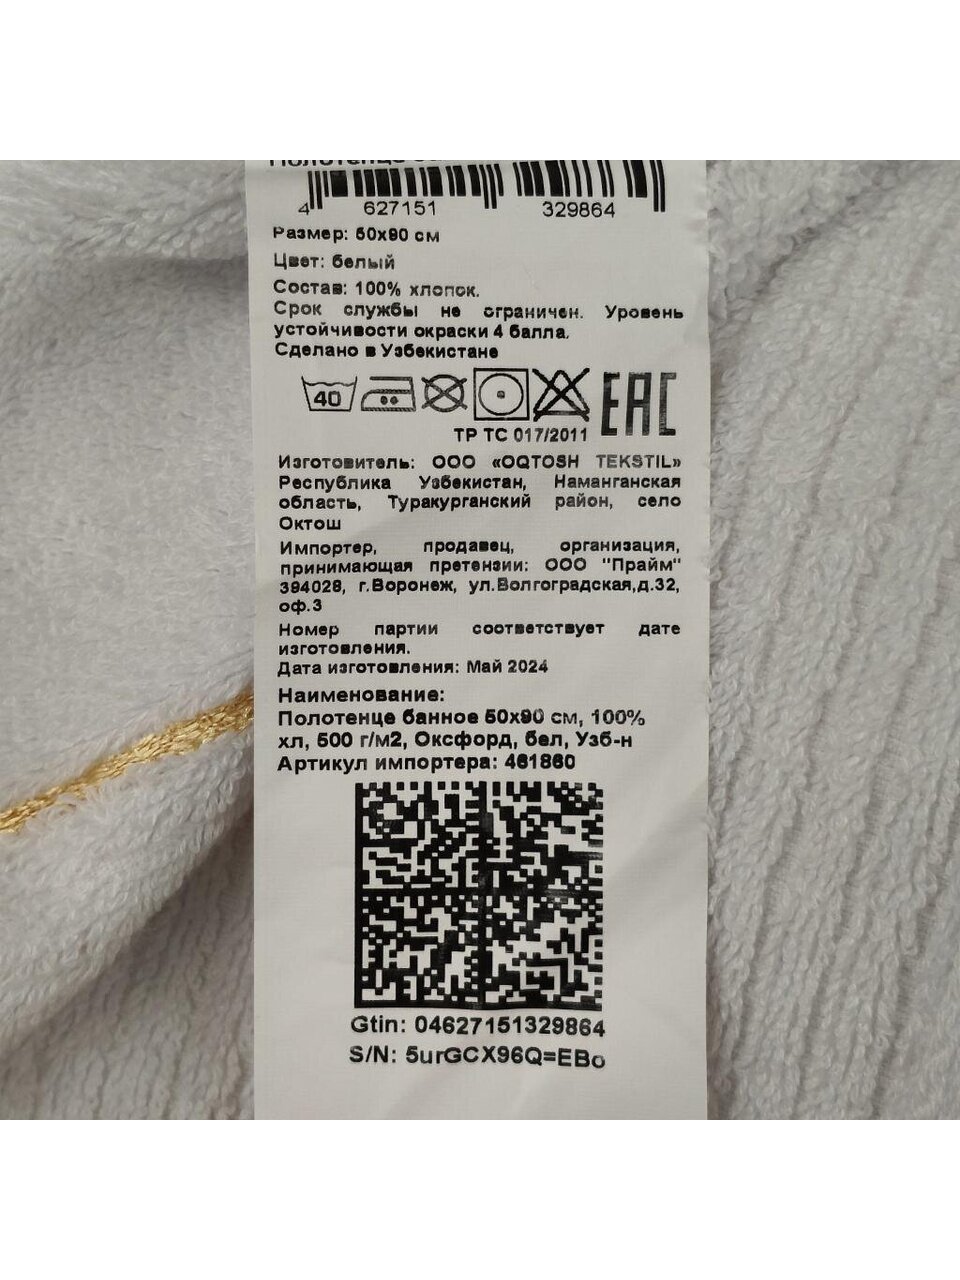 Полотенце
4 627151 329864
Размер: 50х90 см
Цвет: белый
Состав: 100% хлопок.
Срок службы не ограничен. Уровень
устойчивости окраски 4 балла.
Сделано в Узбекистане
40
EAC
ТР ТС 017/2011
Изготовитель: ООО «OQTOSH TEKSTIL»
Республика Узбекистан, Наманганская
область, Туракурганский район, село
Октош
Импортер, продавец, организация,
принимающая претензии: ООО "Прайм"
394028, г.Воронеж, ул.Волгоградская,д.32,
оф.3
Номер партии соответствует дате
изготовления.
Дата изготовления: Май 2024
Наименование:
Полотенце банное 50х90 см, 100%
хл, 500 г/м2, Оксфорд, бел, Узб-н
Артикул импортера: 461860
Gtin: 04627151329864
S/N: 5urGCX96Q=EBo